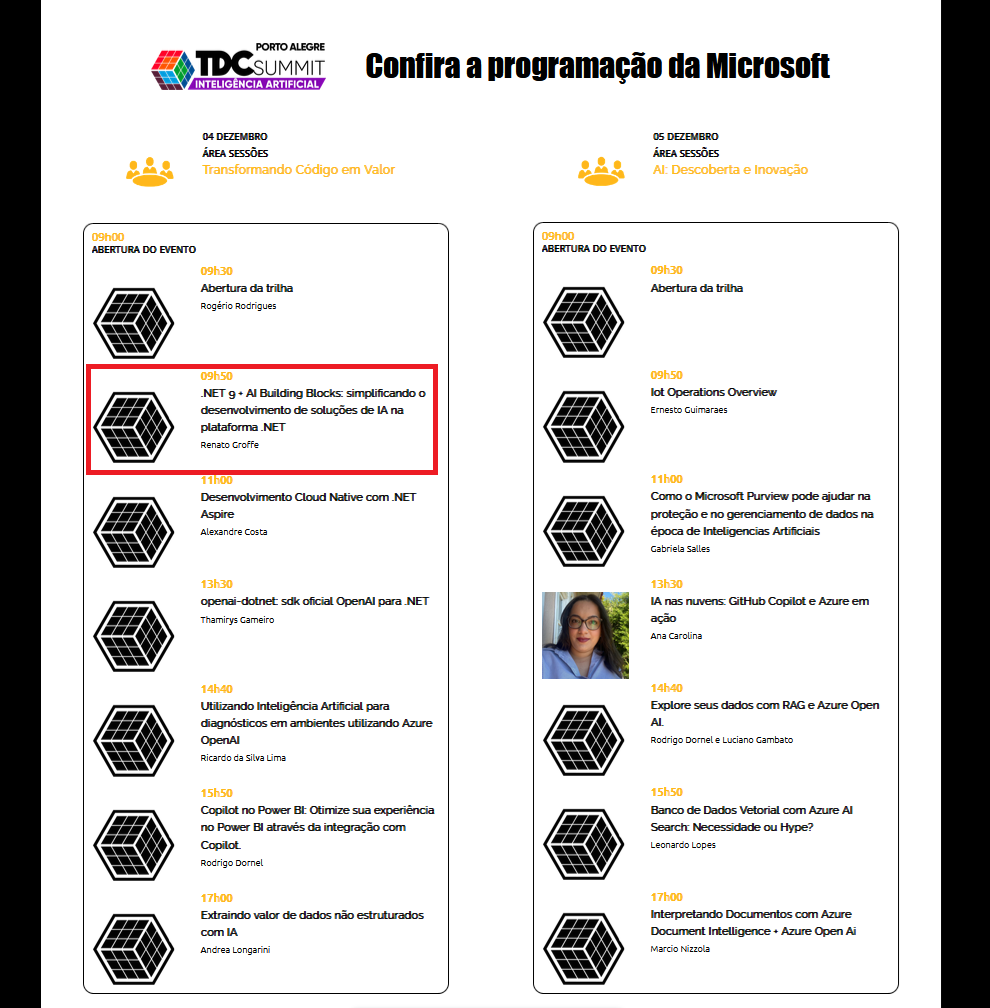 PORTO ALEGRE
TDC SUMMIT
INTELIGÊNCIA ARTIFICIAL
Confira a programação da Microsoft
04 DEZEMBRO
ÁREA SESSÕES
Transformando Código em Valor
09h00
ABERTURA DO EVENTO
09h30
Abertura da trilha
Rogério Rodrigues
09h50
.NET 9 + AI Building Blocks: simplificando o
desenvolvimento de soluções de IA na
plataforma .NET
Renato Groffe
11h00
Desenvolvimento Cloud Native com .NET
Aspire
Alexandre Costa
13h30
openai-dotnet: sdk oficial OpenAI para .NET
Thamirys Gameiro
14h40
Utilizando Inteligência Artificial para
diagnósticos em ambientes utilizando Azure
OpenAI
Ricardo da Silva Lima
15h50
Copilot no Power BI: Otimize sua experiência
no Power BI através da integração com
Copilot.
Rodrigo Dornel
17h00
Extraindo valor de dados não estruturados
com IA
Andrea Longarini
05 DEZEMBRO
ÁREA SESSÕES
AI: Descoberta e Inovação
09h00
ABERTURA DO EVENTO
09h30
Abertura da trilha
09h50
Iot Operations Overview
Ernesto Guimaraes
11h00
Como o Microsoft Purview pode ajudar na
proteção e no gerenciamento de dados na
época de Inteligencias Artificiais
Gabriela Salles
13h30
IA nas nuvens: GitHub Copilot e Azure em
ação
Ana Carolina
14h40
Explore seus dados com RAG e Azure Open
AI.
Rodrigo Dornel e Luciano Gambato
15h50
Banco de Dados Vetorial com Azure AI
Search: Necessidade ou Hype?
Leonardo Lopes
17h00
Interpretando Documentos com Azure
Document Intelligence + Azure Open Ai
Marcio Nizzola